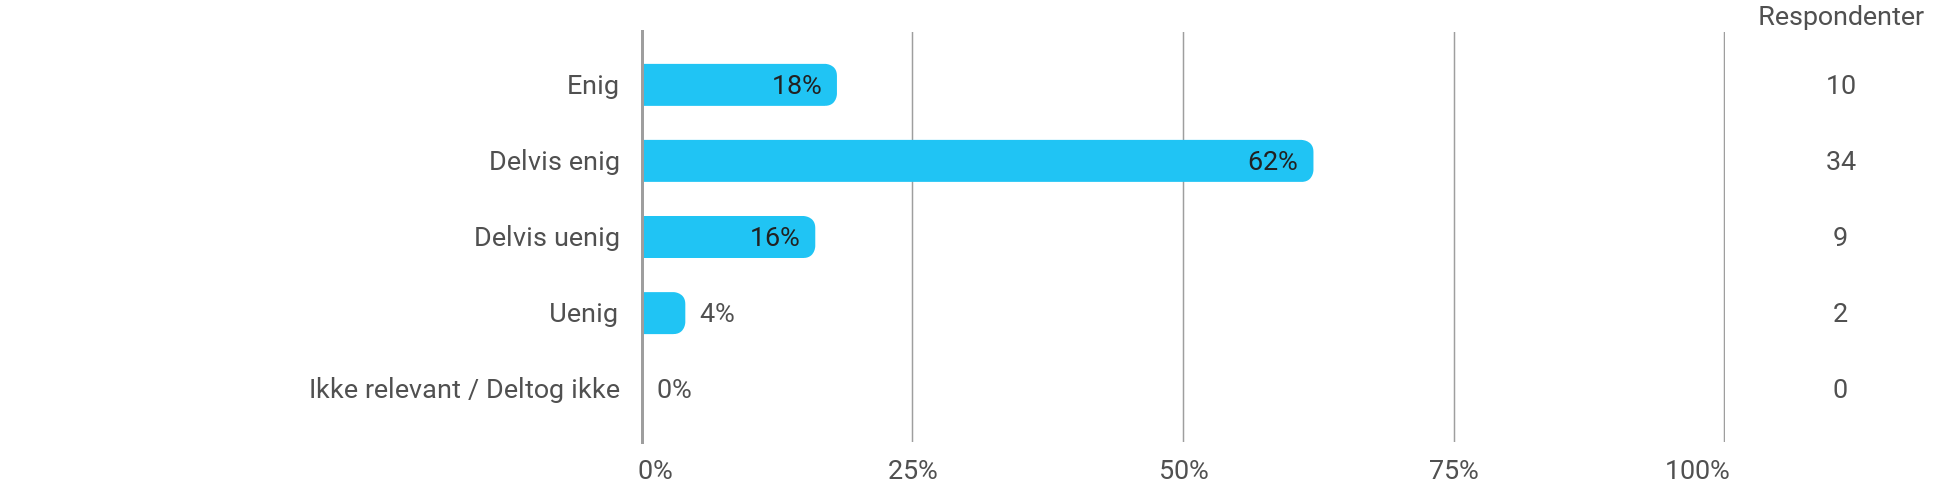 Respondenter
Enig 18% 10
Delvis enig 62% 34
Delvis uenig 16% 9
Uenig 4% 2
Ikke relevant / Deltog ikke 0% 0
0% 25% 50% 75% 100%